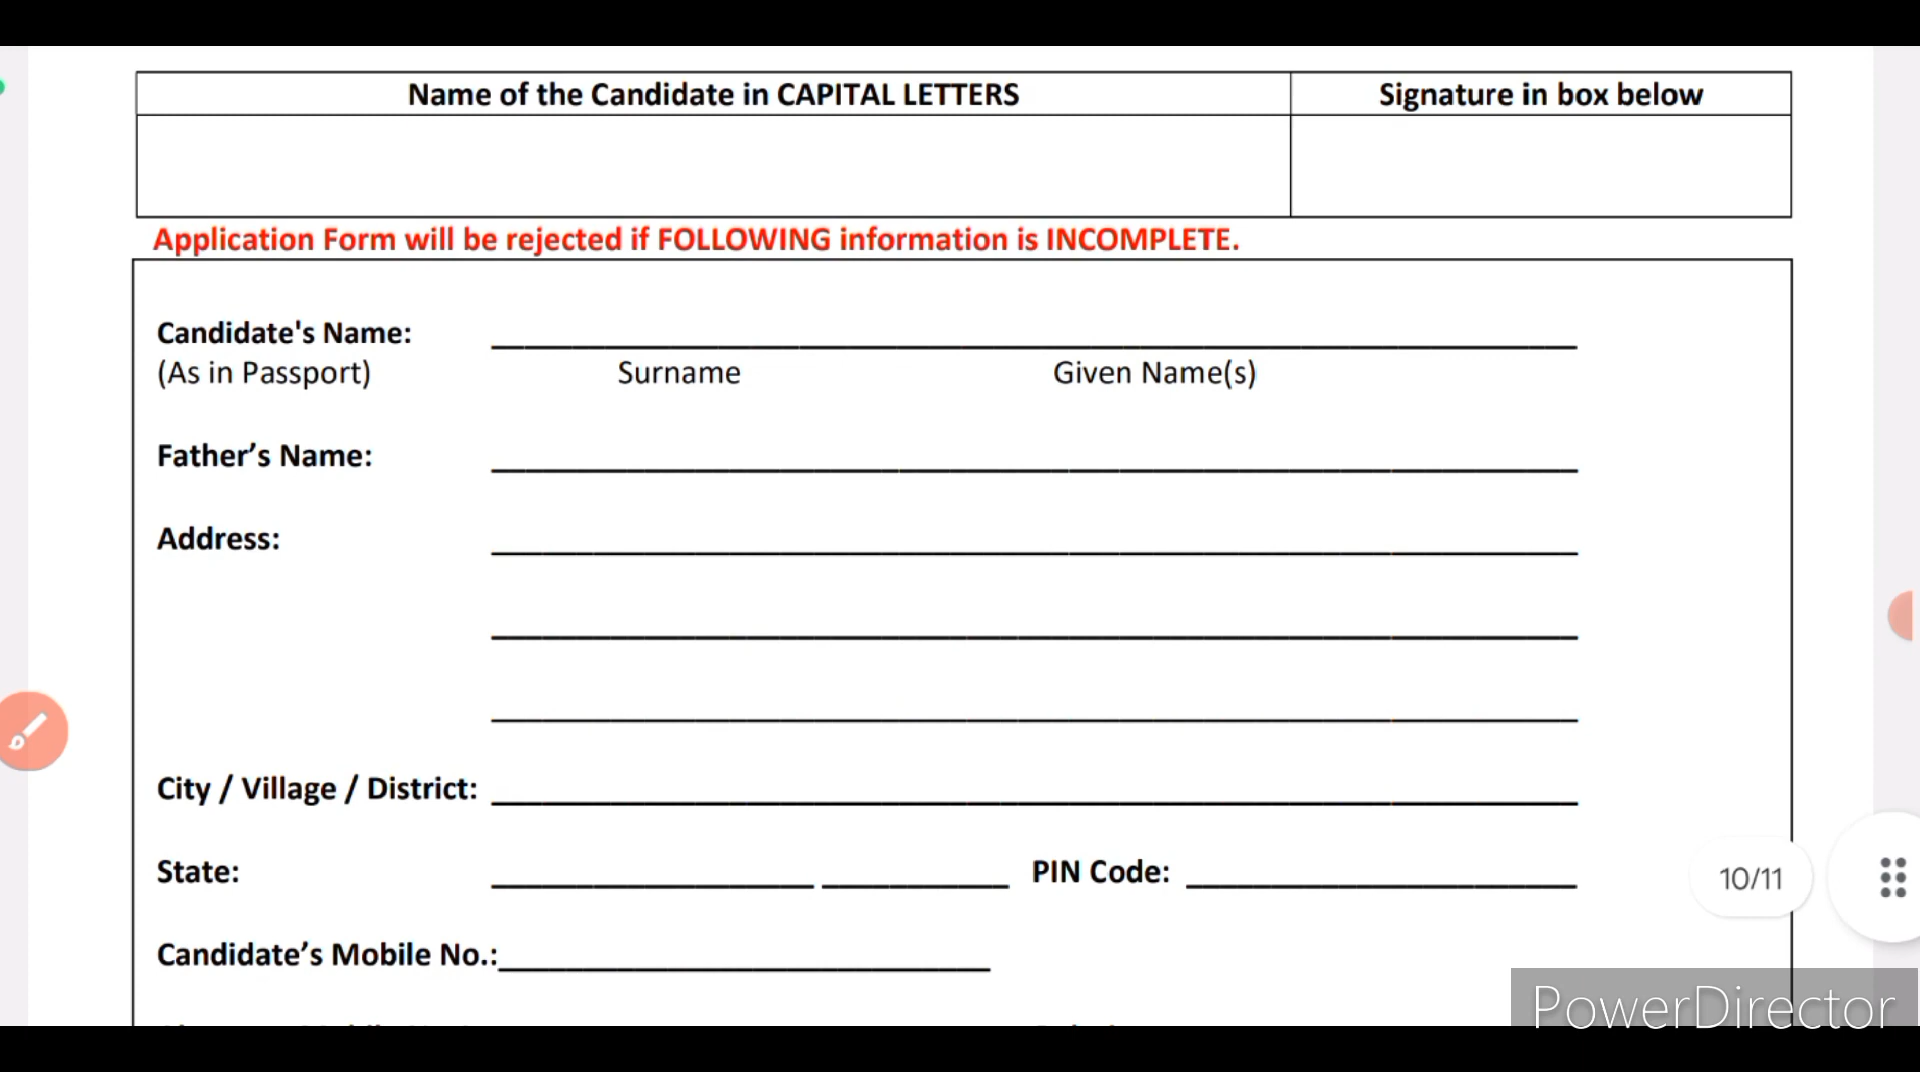 Name of the Candidate in CAPITAL LETTERS Signature in box below
Application Form will be rejected if FOLLOWING information is INCOMPLETE.
Candidate's Name:
(As in Passport) Surname Given Name(s)
Father’s Name:
Address:
City / Village / District:
State: PIN Code:
10/11
Candidate’s Mobile No.:
PowerDirector